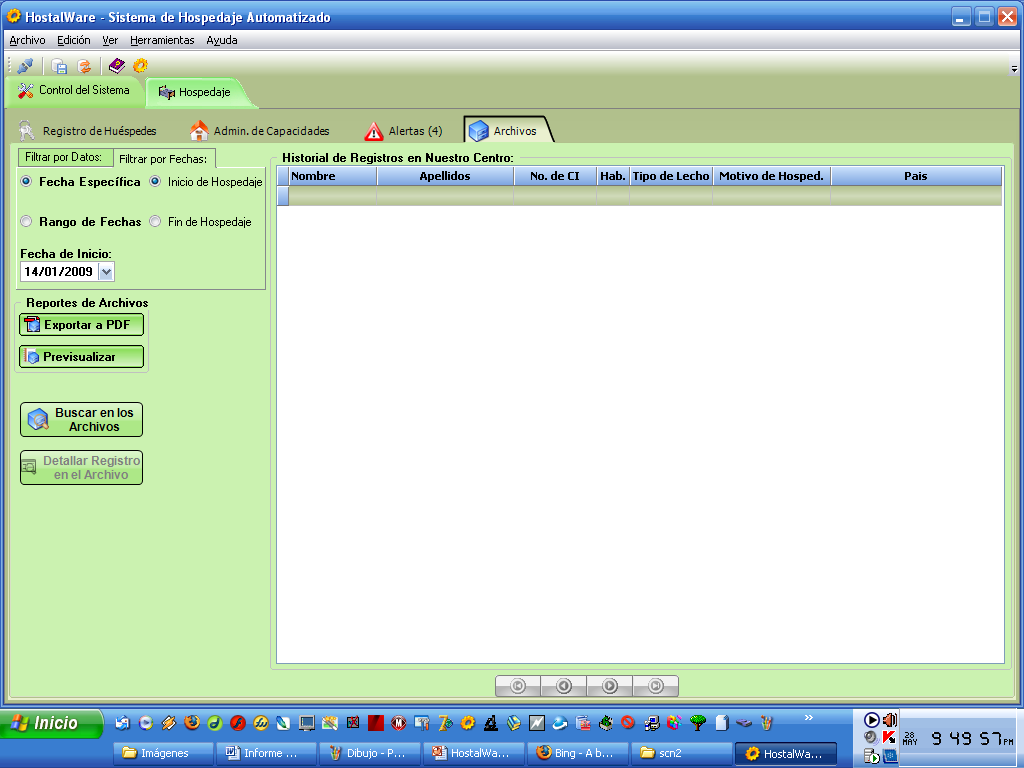 HostalWare - Sistema de Hospedaje Automatizado
Archivo Edición Ver Herramientas Ayuda
Control del Sistema Hospedaje
Registro de Huéspedes Admin. de Capacidades Alertas (4) Archivos
Filtrar por Datos: Filtrar por Fechas:
Historial de Registros en Nuestro Centro:
Nombre Apellidos No. de CI Hab. Tipo de Lecho Motivo de Hosped. Pais
Fecha Específica Inicio de Hospedaje
Rango de Fechas Fin de Hospedaje
Fecha de Inicio:
14/01/2009
Reportes de Archivos
Exportar a PDF
Previsualizar
Buscar en los
Archivos
Detallar Registro
en el Archivo
Inicio
28 MAY 9 49 57 PM
Imágenes Informe ... Dibujo - P... HostalWa... Bing - A b... scn2 HostalWa...